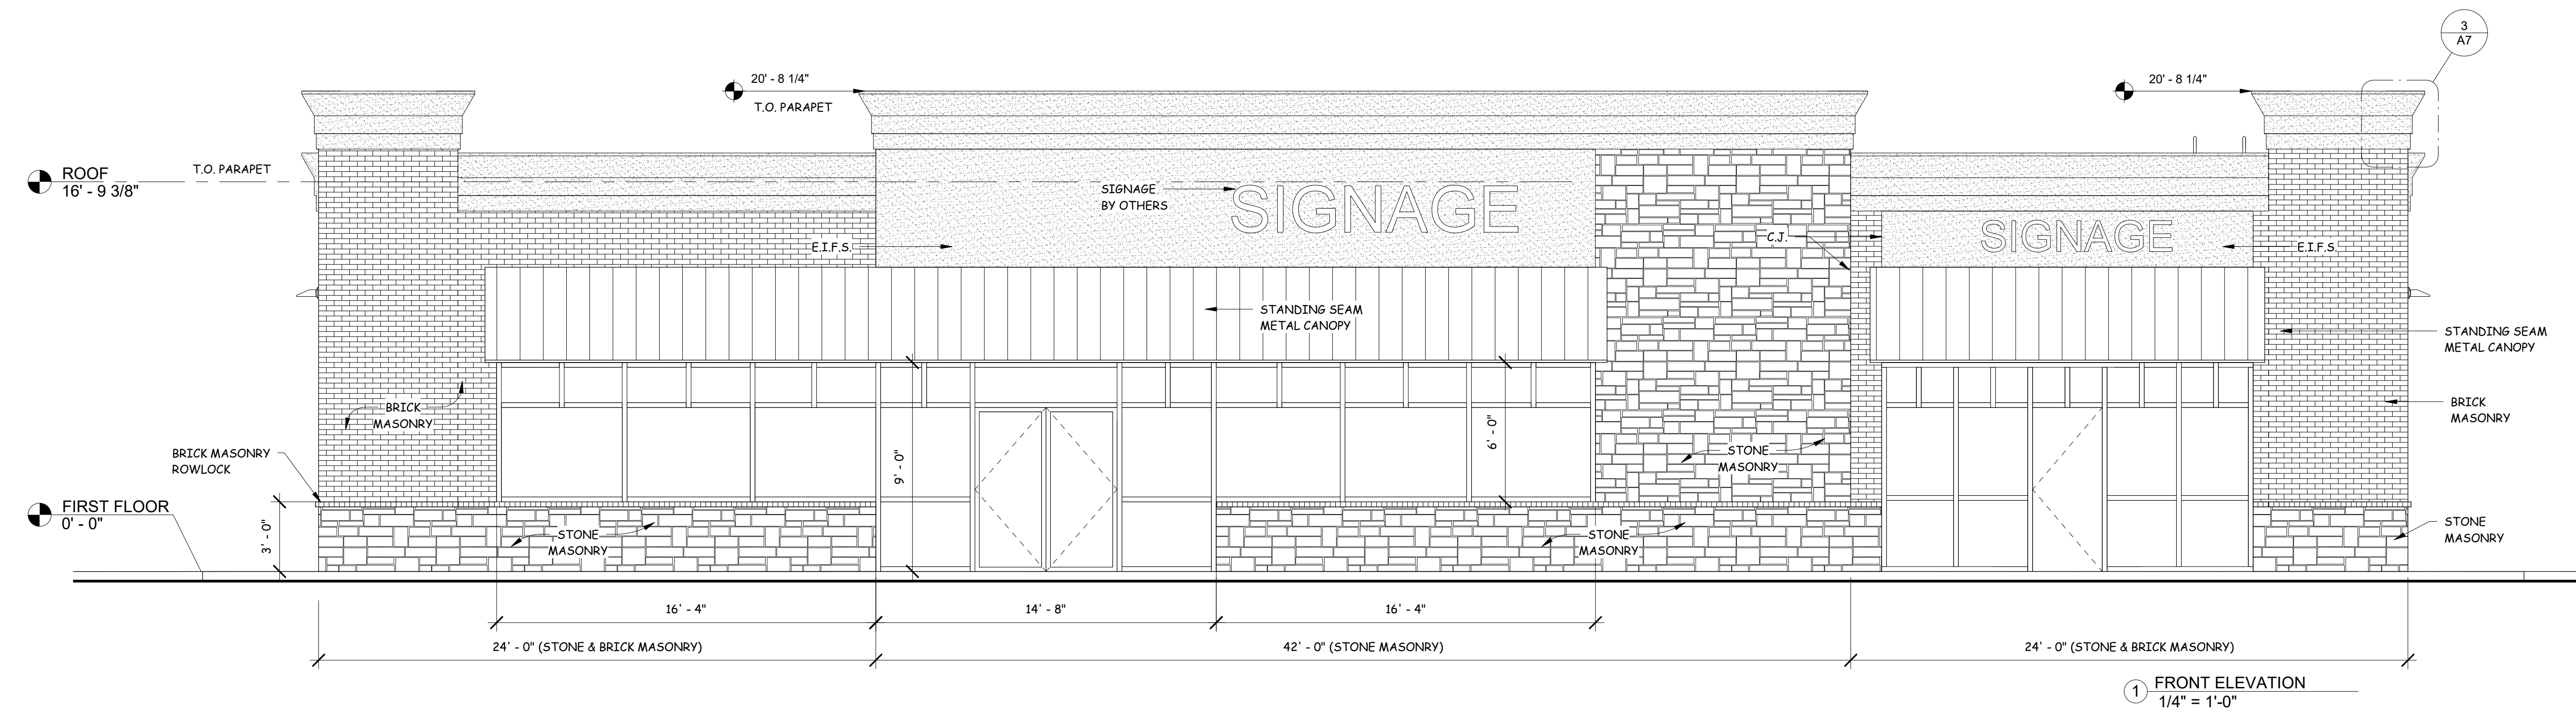 3
A7
20' - 8 1/4"
T.O. PARAPET
20' - 8 1/4"
ROOF
16' - 9 3/8"
T.O. PARAPET
SIGNAGE
BY OTHERS
SIGNAGE
E.I.F.S.
C.J.
SIGNAGE
E.I.F.S.
STANDING SEAM
METAL CANOPY
STANDING SEAM
METAL CANOPY
BRICK
MASONRY
BRICK
MASONRY
BRICK MASONRY
ROWLOCK
9' - 0"
6' - 0"
STONE
MASONRY
FIRST FLOOR
0' - 0"
3' - 0"
STONE
MASONRY
STONE
MASONRY
STONE
MASONRY
16' - 4"
14' - 8"
16' - 4"
24' - 0" (STONE & BRICK MASONRY)
42' - 0" (STONE MASONRY)
24' - 0" (STONE & BRICK MASONRY)
1
FRONT ELEVATION
1/4" = 1'-0"